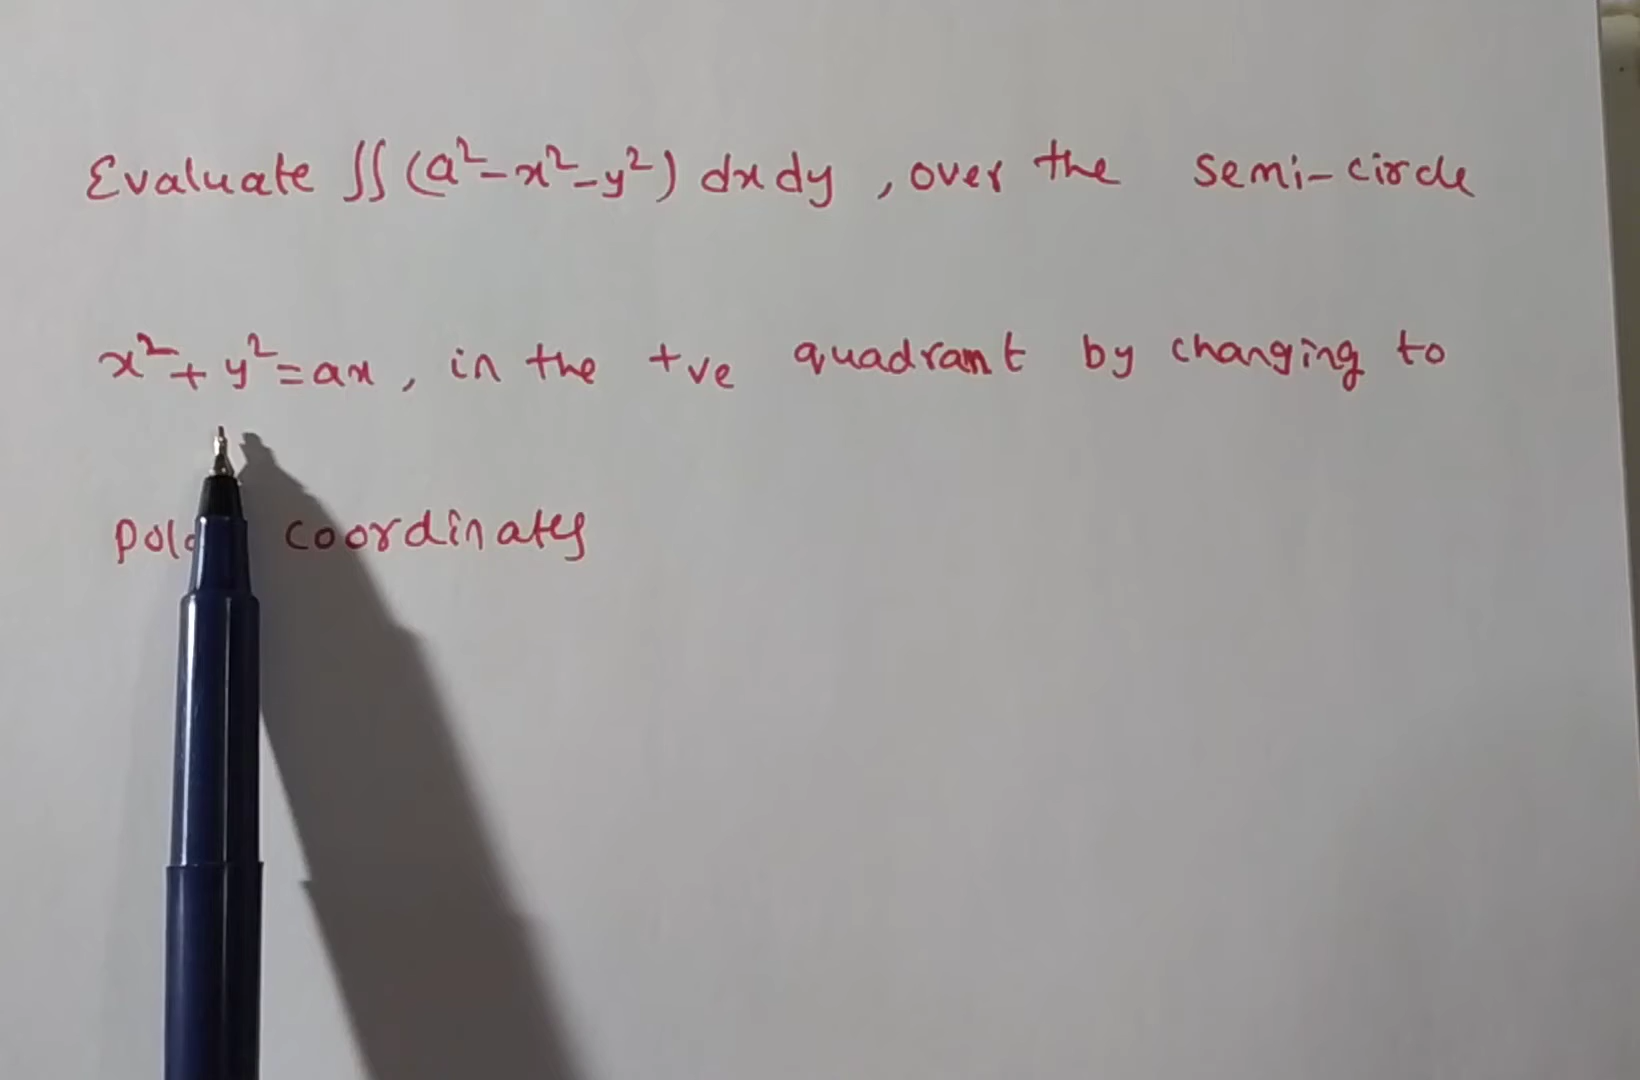 Evaluate ∬(a²-x²-y²) dxdy, over the semi-circle
x²+y²=ax, in the +ve quadrant by changing to
coordinates